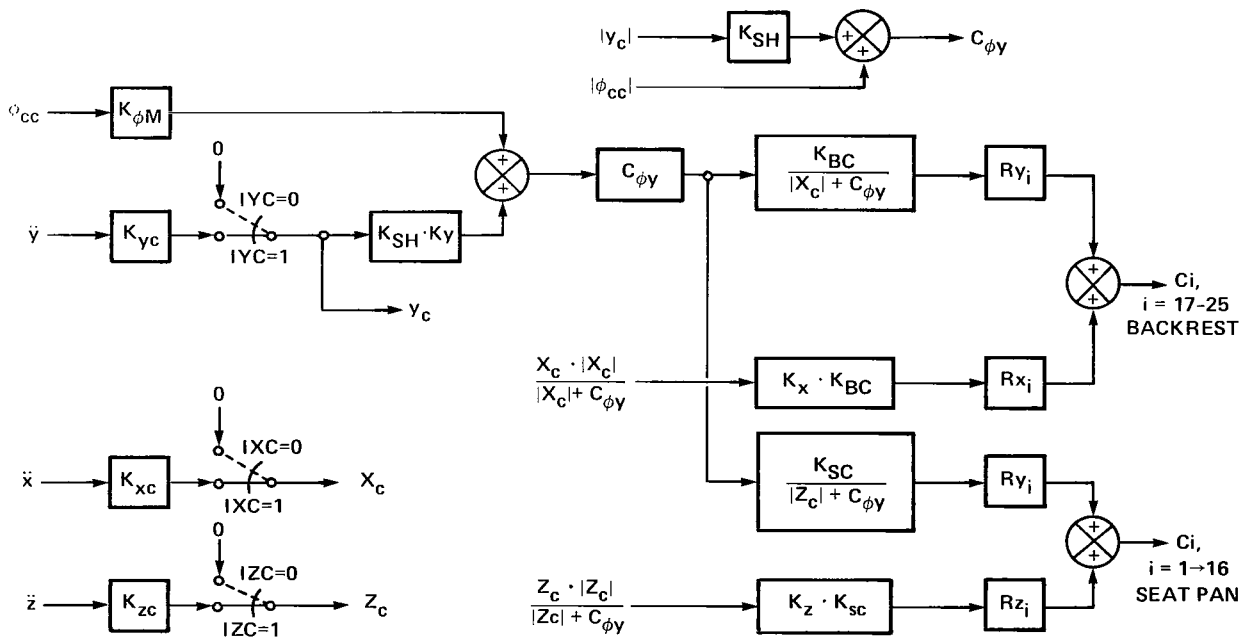 |y_c|
K_SH
+
+
C_ϕy
|ϕ_cc|
ϕ_cc
K_ϕM
0
IYC=0
ÿ
K_yc
IYC=1
K_SH · K_y
y_c
+
+
C_ϕy
K_BC
|X_c| + C_ϕy
Ry_i
+
+
Ci,
i = 17-25
BACKREST
X_c · |X_c|
|X_c| + C_ϕy
K_x · K_BC
Rx_i
0
IXC=0
ẍ
K_xc
IXC=1
X_c
K_SC
|Z_c| + C_ϕy
Ry_i
+
+
Ci,
i = 1→16
SEAT PAN
0
IZC=0
z̈
K_zc
IZC=1
Z_c
Z_c · |Z_c|
|Zc| + C_ϕy
K_z · K_sc
Rz_i